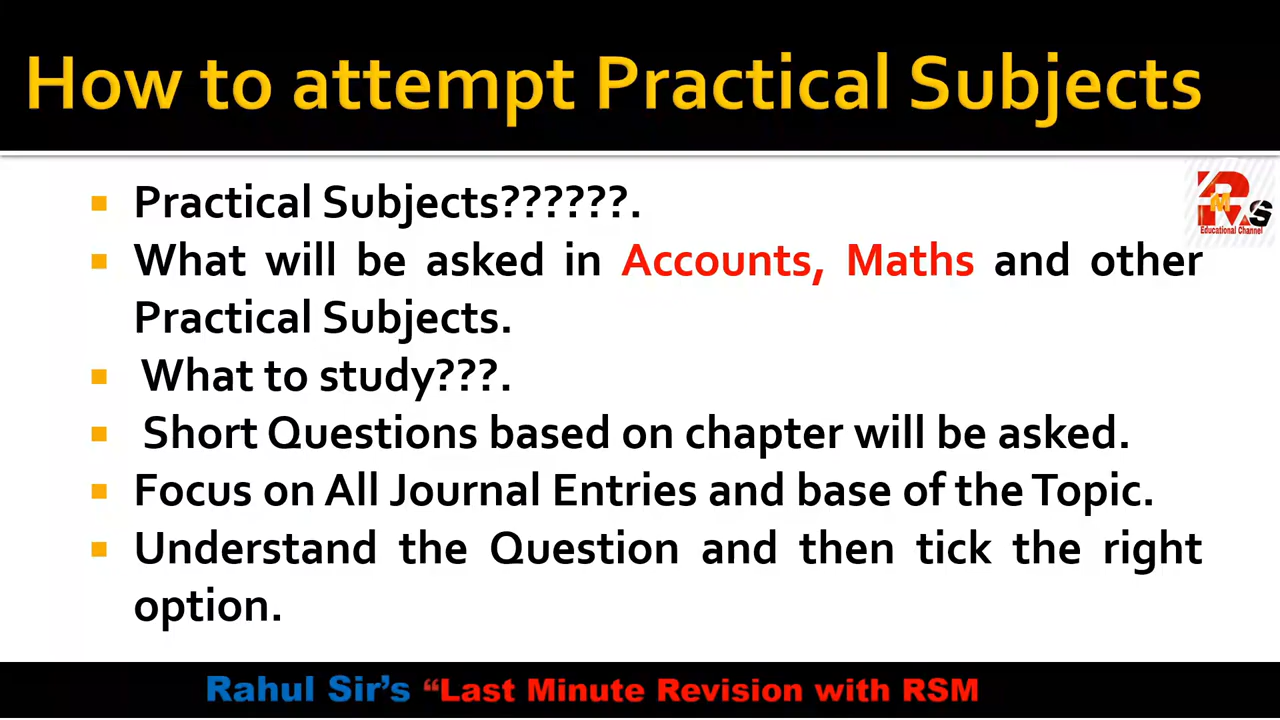 How to attempt Practical Subjects
Practical Subjects??????.
What will be asked in Accounts, Maths and other
Practical Subjects.
What to study???.
Short Questions based on chapter will be asked.
Focus on All Journal Entries and base of the Topic.
Understand the Question and then tick the right
option.
Educational Channel
Rahul Sir's “Last Minute Revision with RSM